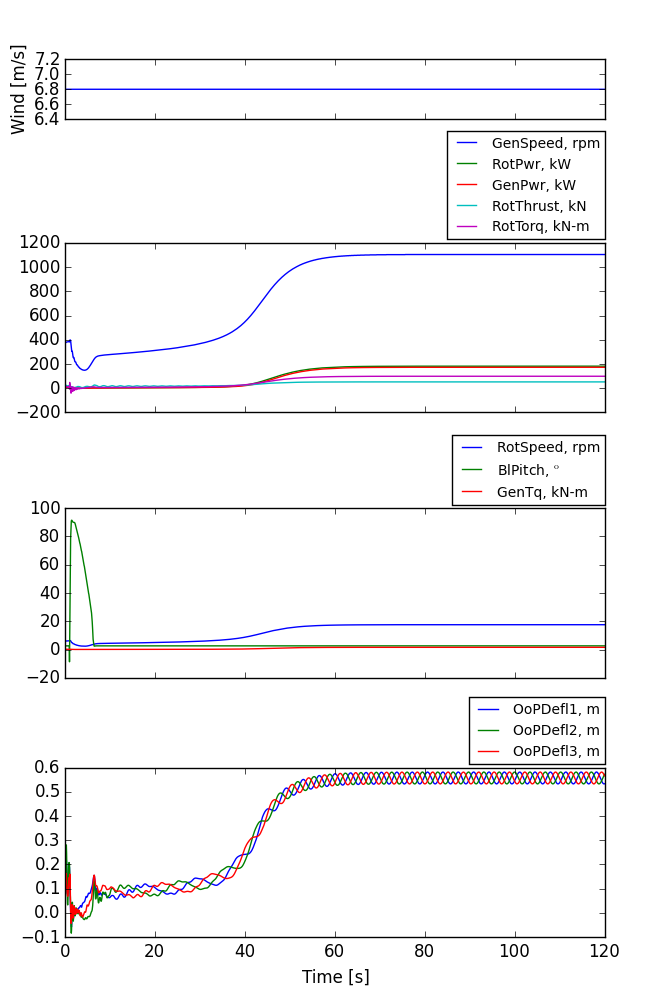 Wind [m/s]
7.2
7.0
6.8
6.6
6.4
GenSpeed, rpm
RotPwr, kW
GenPwr, kW
RotThrust, kN
RotTorq, kN-m
1200
1000
800
600
400
200
0
−200
RotSpeed, rpm
BlPitch, °
GenTq, kN-m
100
80
60
40
20
0
−20
OoPDefl1, m
OoPDefl2, m
OoPDefl3, m
0.6
0.5
0.4
0.3
0.2
0.1
0.0
−0.1
0 20 40 60 80 100 120
Time [s]